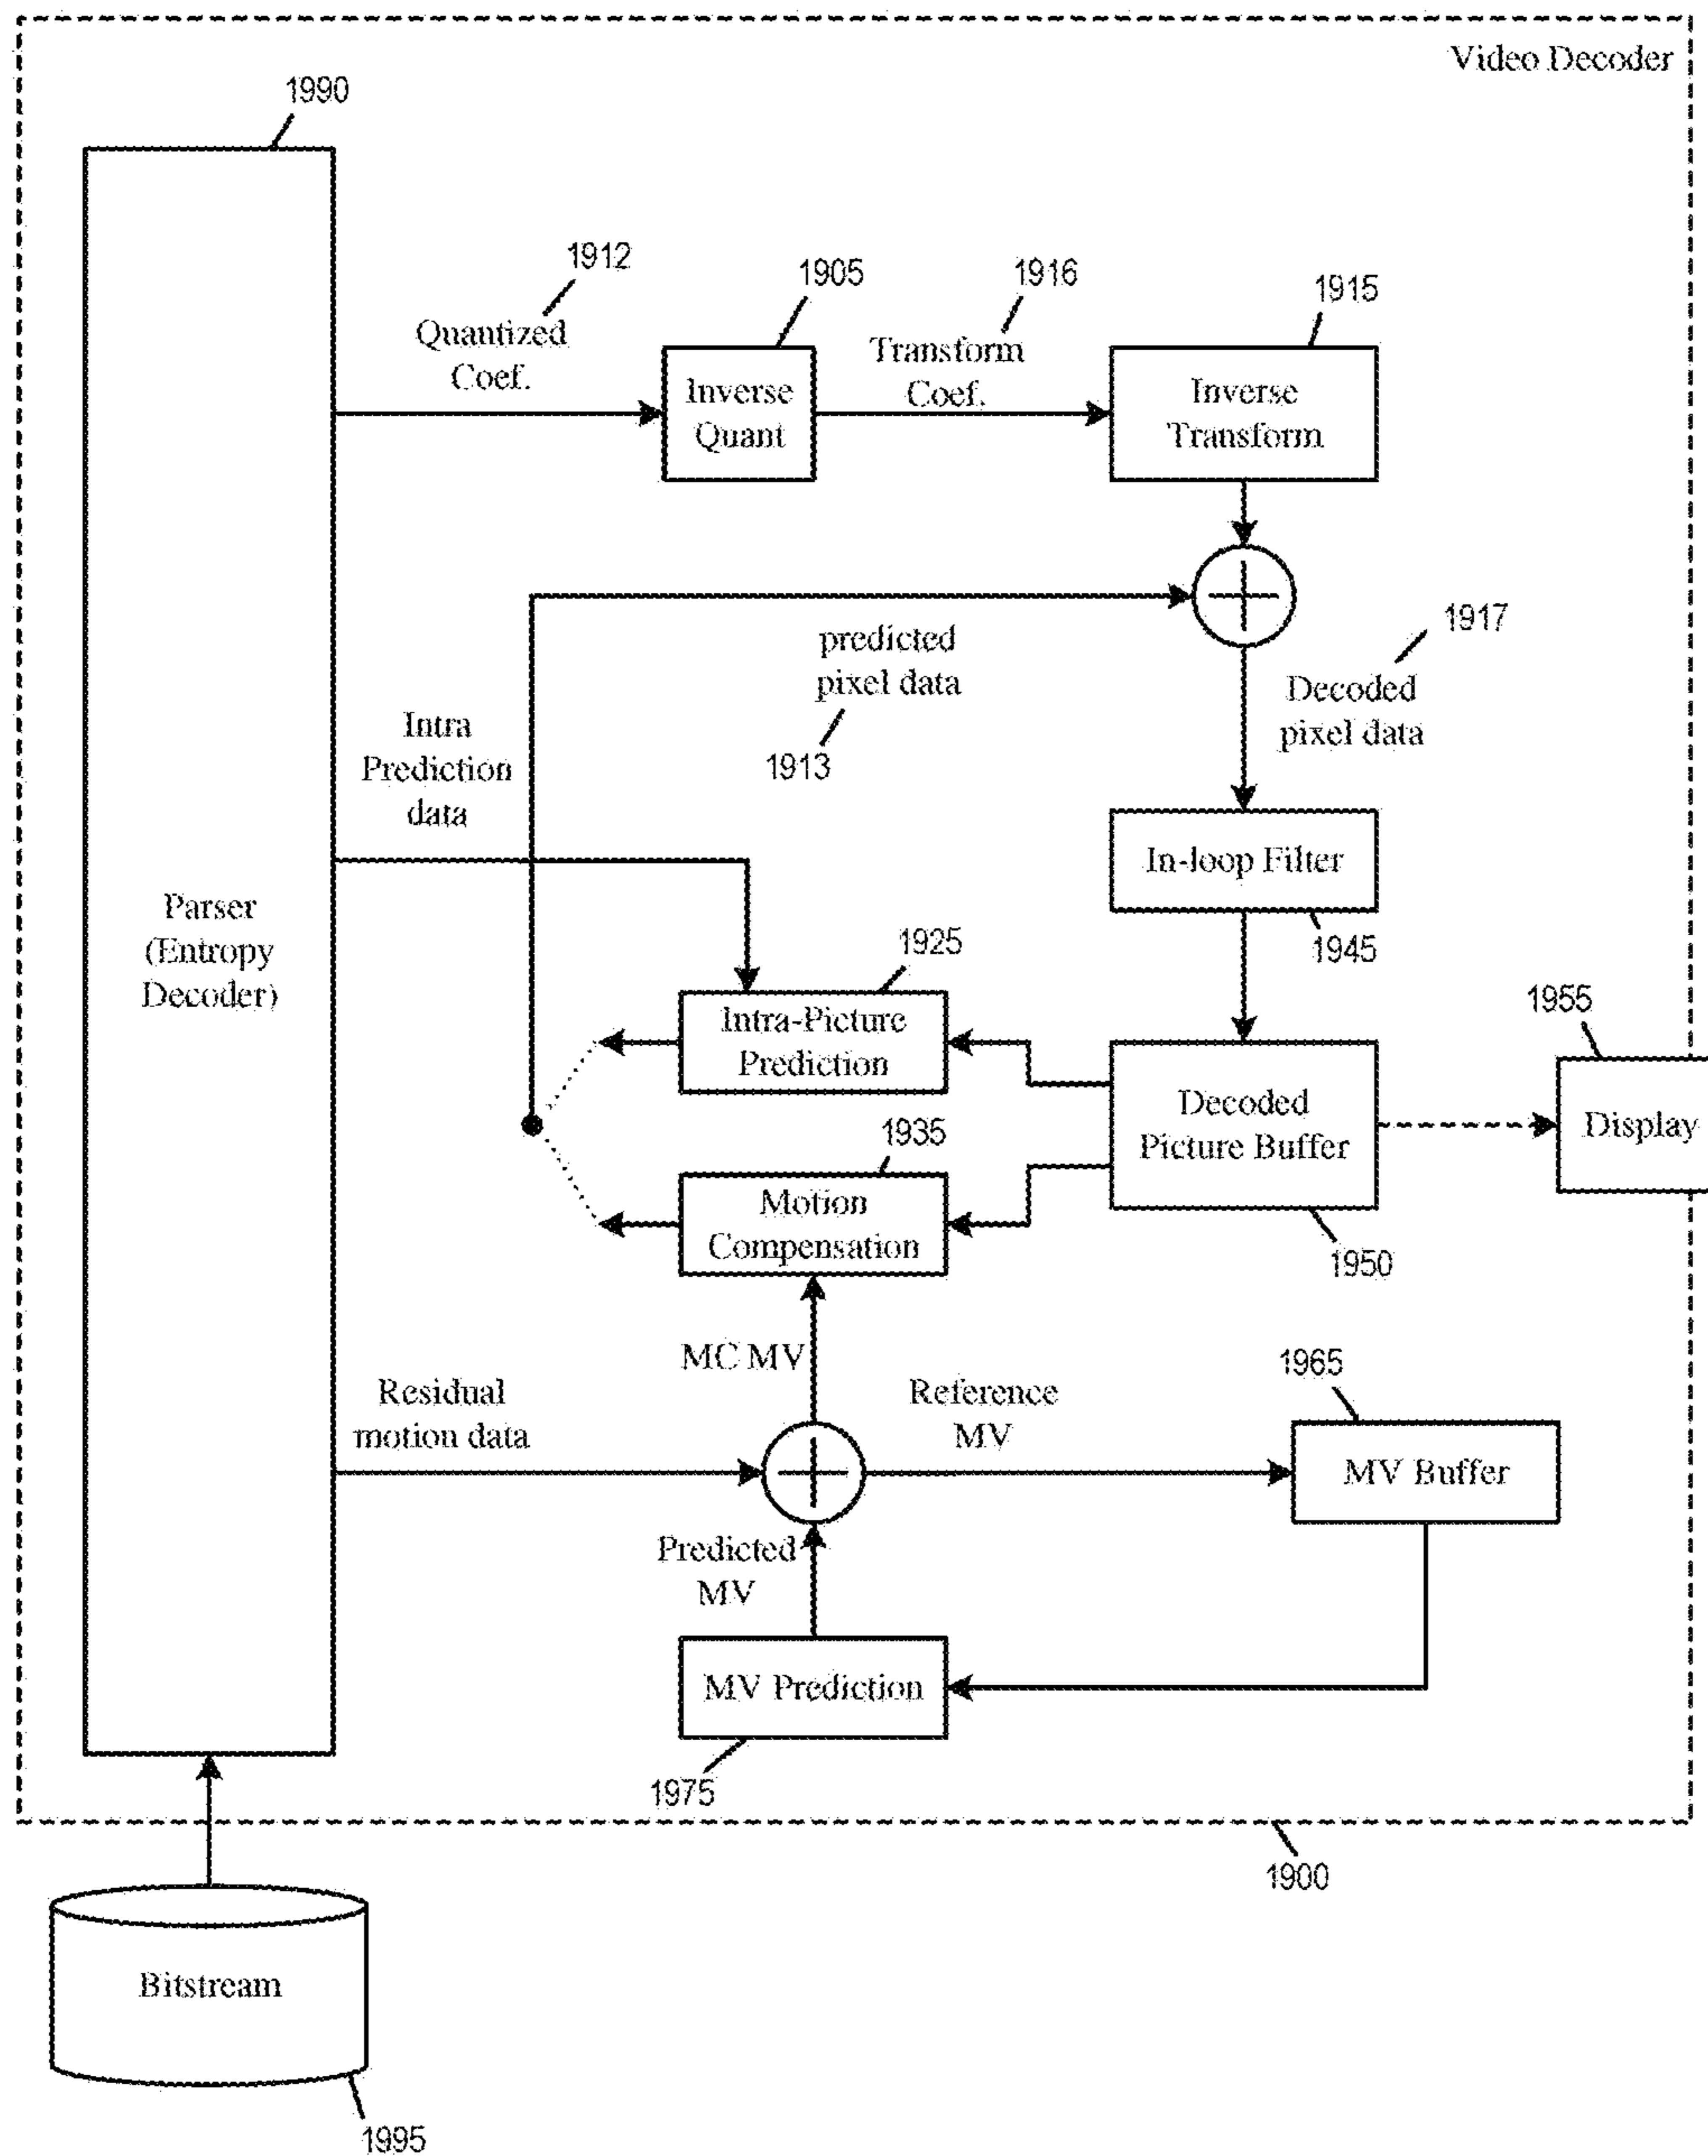 Video Decoder
1990
1912
1905
1916
1915
Quantized
Coef.
Transform
Coef.
Inverse
Quant
Inverse
Transform
1917
predicted
pixel data
1913
Decoded
pixel data
Intra
Prediction
data
In-loop Filter
1945
Parser
(Entropy
Decoder)
1925
Intra-Picture
Prediction
1955
Display
Decoded
Picture Buffer
1950
1935
Motion
Compensation
MC MV
1965
Residual
motion data
Reference
MV
MV Buffer
Predicted
MV
MV Prediction
1975
1900
Bitstream
1995